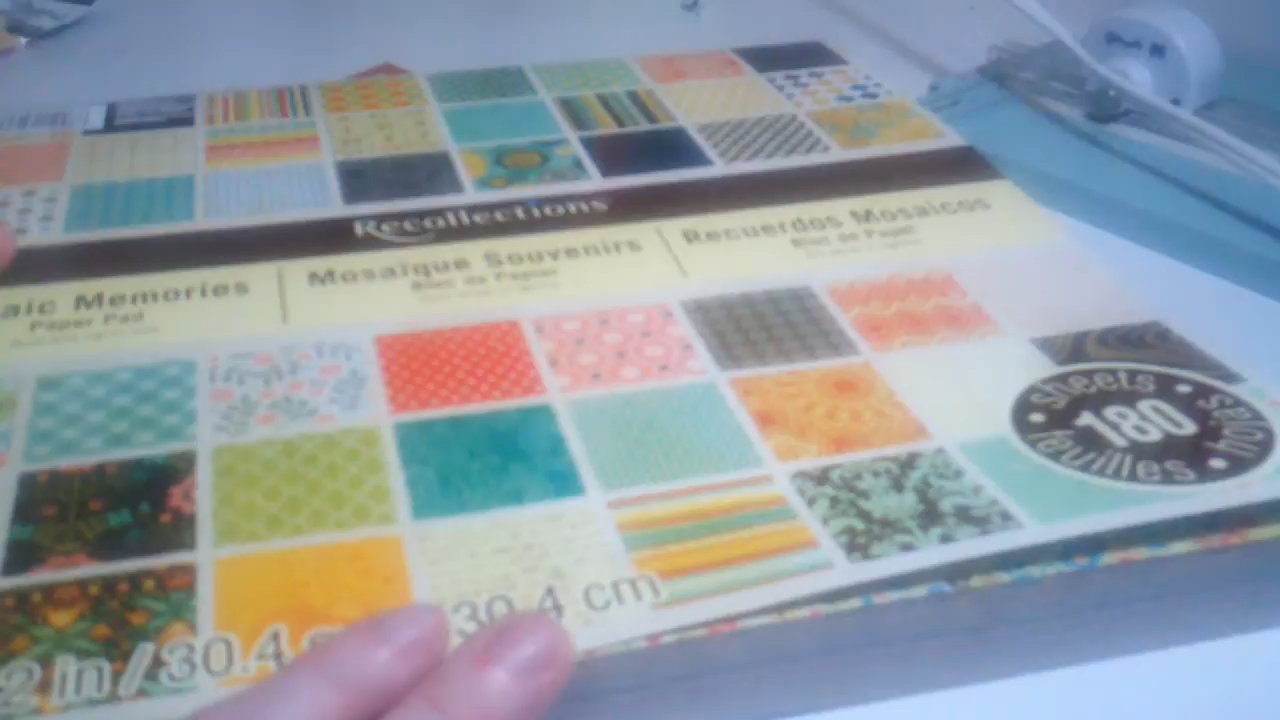 Recollections
aic Memories
Paper Pad
Mosaïque Souvenirs
Bloc de Papier
Recuerdos Mosaicos
Bloc de Papel
sheets
180
feuilles
hojas
2 in/30.4
30.4 cm